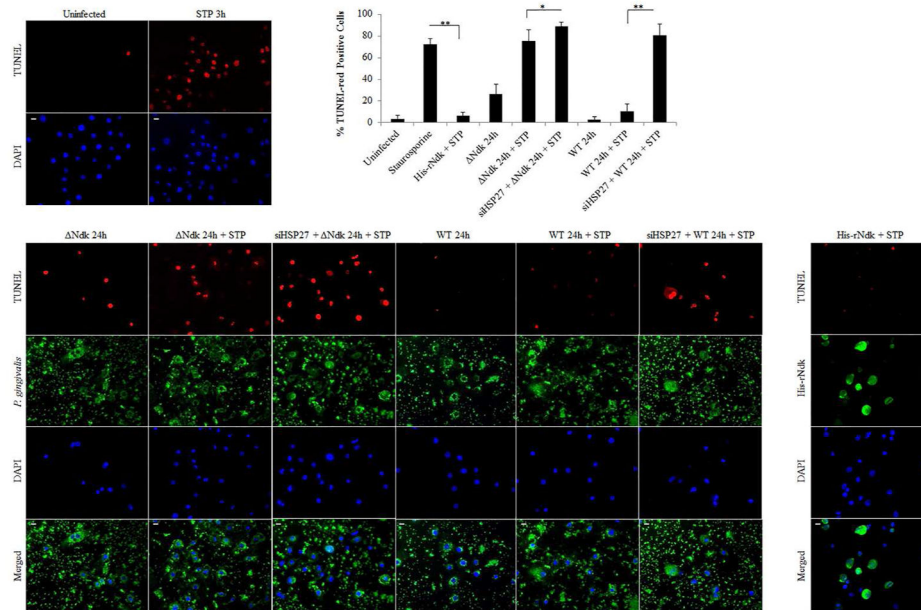 Uninfected STP 3h
TUNEL
DAPI
% TUNEL-red Positive Cells
100
80
60
40
20
0
** * **
Uninfected
Staurosporine
His-rNdk + STP
ΔNdk 24h
ΔNdk 24h + STP
siHSP27 + ΔNdk 24h + STP
WT 24h
WT 24h + STP
siHSP27 + WT 24h + STP
ΔNdk 24h ΔNdk 24h + STP siHSP27 + ΔNdk 24h + STP WT 24h WT 24h + STP siHSP27 + WT 24h + STP His-rNdk + STP
TUNEL TUNEL
P. gingivalis His-rNdk
DAPI DAPI
Merged Merged